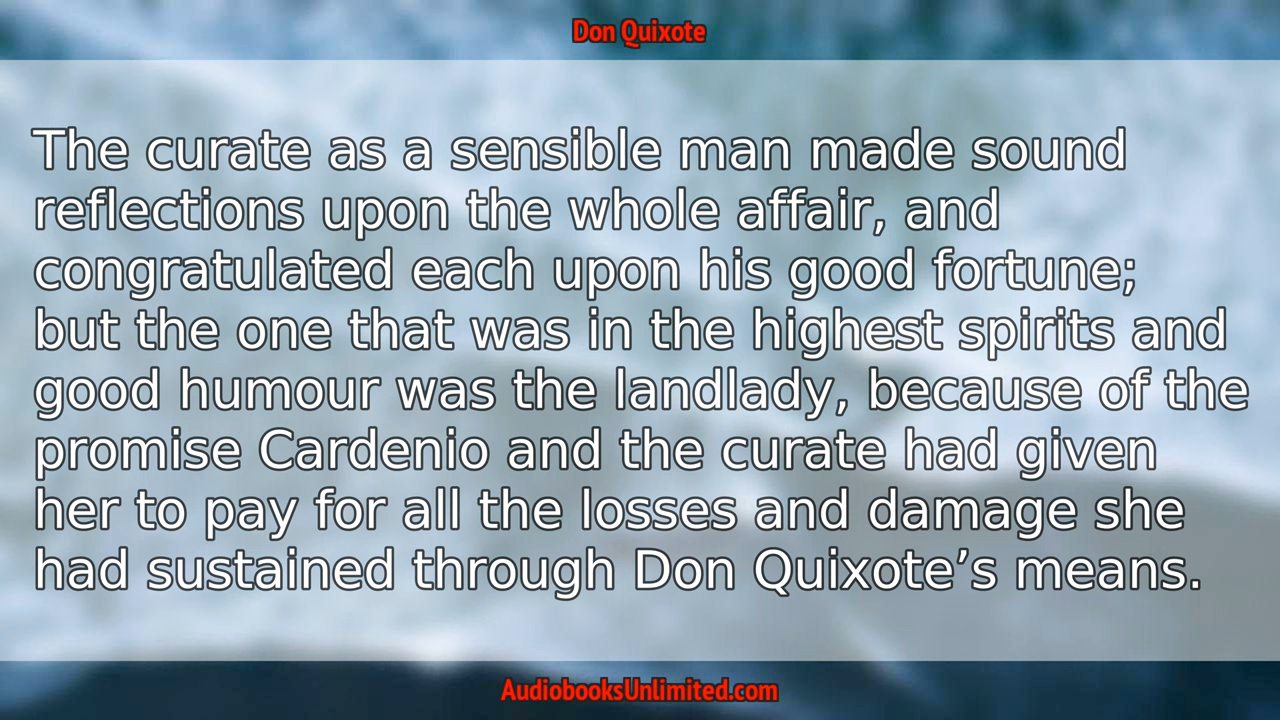 Don Quixote
The curate as a sensible man made sound
reflections upon the whole affair, and
congratulated each upon his good fortune;
but the one that was in the highest spirits and
good humour was the landlady, because of the
promise Cardenio and the curate had given
her to pay for all the losses and damage she
had sustained through Don Quixote’s means.
AudiobooksUnlimited.com